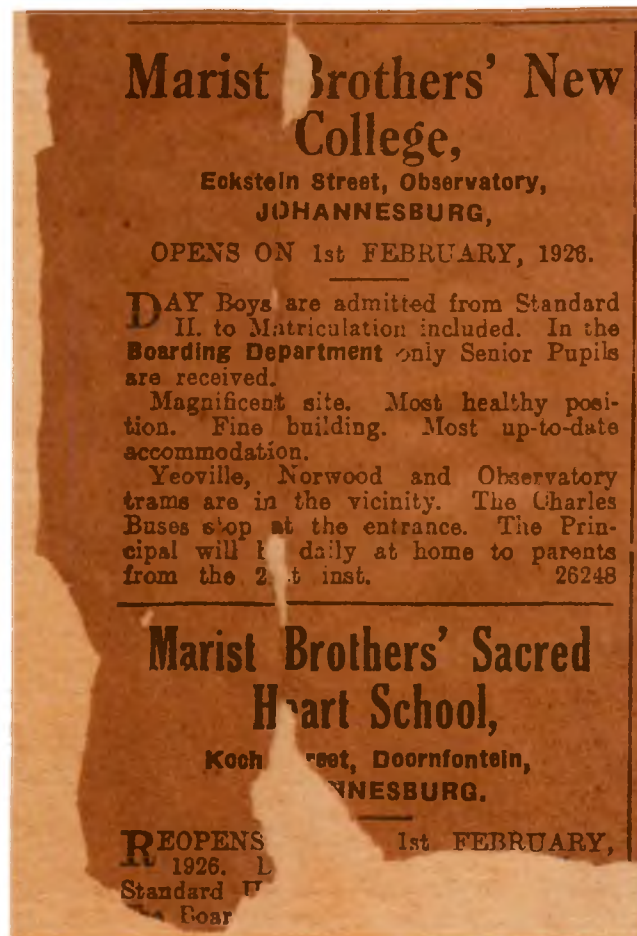 Marist Brothers' New
College,
Eckstein Street, Observatory,
JOHANNESBURG,
OPENS ON 1st FEBRUARY, 1926.
DAY Boys are admitted from Standard
II. to Matriculation included. In the
Boarding Department only Senior Pupils
are received.
Magnificent site. Most healthy posi-
tion. Fine building. Most up-to-date
accommodation.
Yeoville, Norwood and Observatory
trams are in the vicinity. The Charles
Buses stop at the entrance. The Prin-
cipal will daily at home to parents
from the inst. 26248
Marist Brothers' Sacred
Heart School,
Koch Street, Doornfontein,
REOPENS 1st FEBRUARY,
1926.
Standard